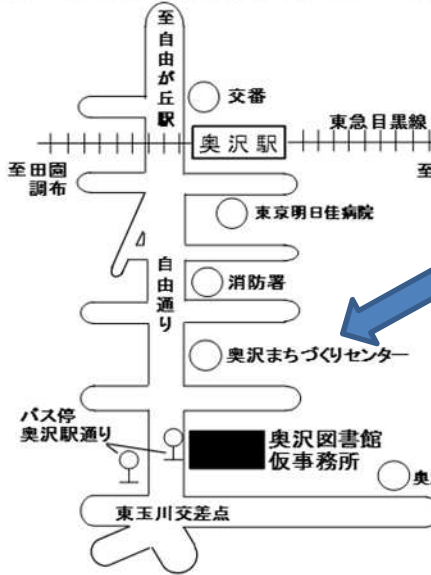 至自由が丘駅
交番
東急目黒線
奥沢駅
至田園
調布
至
東京明日佳病院
自由通り
消防署
奥沢まちづくりセンター
バス停
奥沢駅通り
奥沢図書館
仮事務所
奥
東玉川交差点